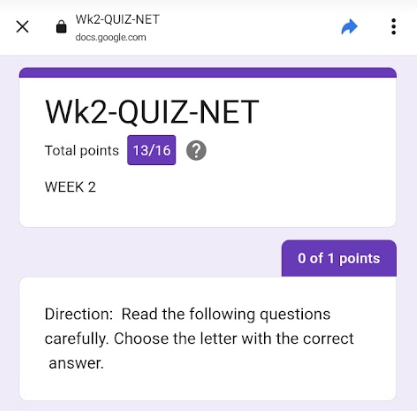 Wk2-QUIZ-NET
docs.google.com
Wk2-QUIZ-NET
Total points 13/16 ?
WEEK 2
0 of 1 points
Direction: Read the following questions
carefully. Choose the letter with the correct
answer.